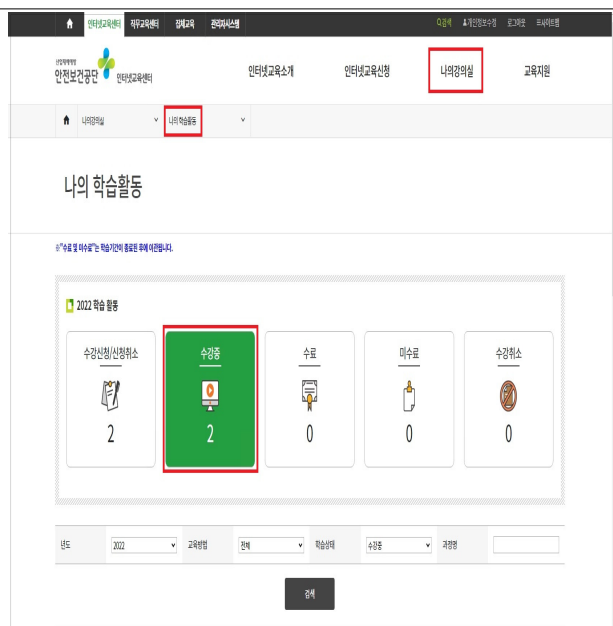 인터넷교육센터 직무교육센터 집체교육 관리자시스템 검색 개인정보수정 로그아웃 사이트맵
산업재해예방
안전보건공단 인터넷교육센터 인터넷교육소개 인터넷교육신청 나의강의실 교육지원
나의강의실 나의 학습활동
나의 학습활동
※"수료 및 미수료"는 학습기간이 종료된 후에 이관됩니다.
2022 학습 활동
수강신청/신청취소 수강중 수료 미수료 수강취소
2 2 0 0 0
년도 2022 교육방법 전체 학습상태 수강중 과정명
검색